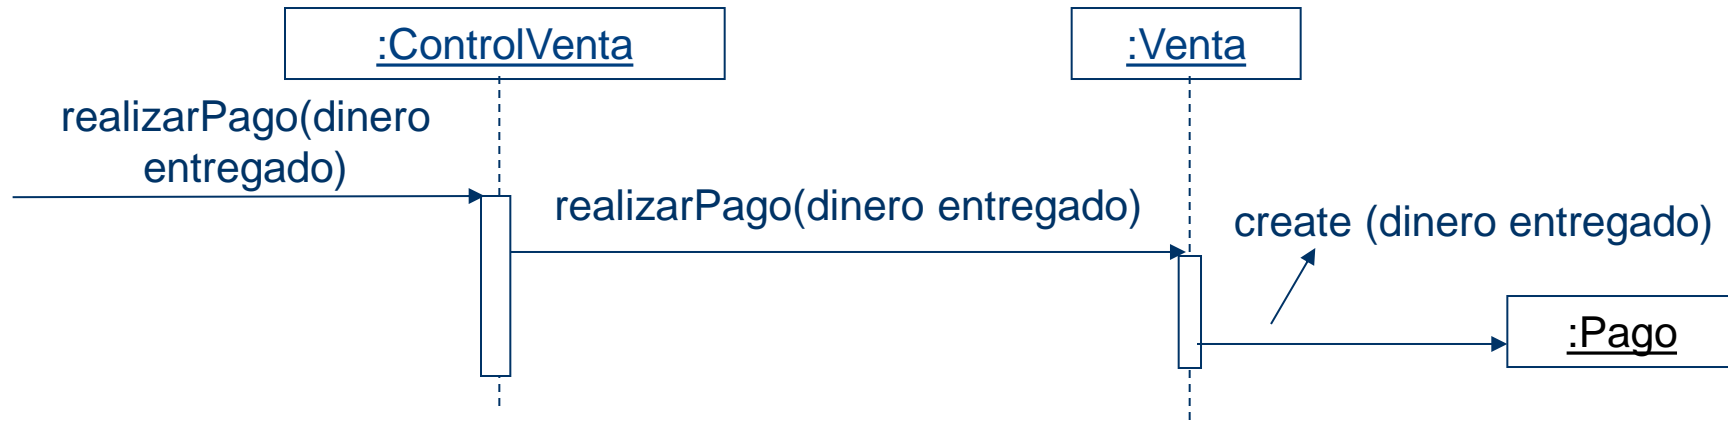 :ControlVenta
:Venta
realizarPago(dinero
entregado)
realizarPago(dinero entregado)
create (dinero entregado)
:Pago